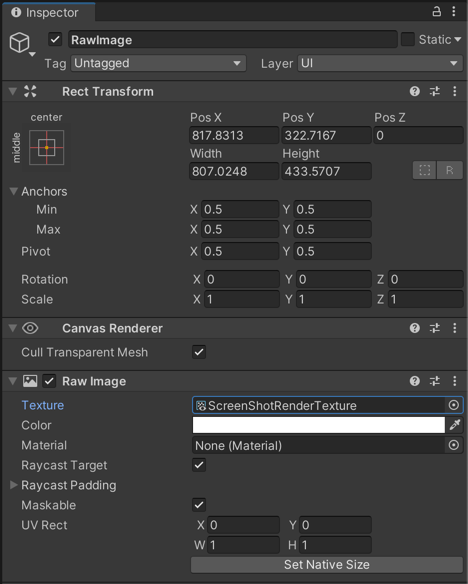 Inspector
RawImage Static
Tag Untagged Layer UI
Rect Transform
center Pos X Pos Y Pos Z
middle 817.8313 322.7167 0
Width Height
807.0248 433.5707 R
Anchors
Min X 0.5 Y 0.5
Max X 0.5 Y 0.5
Pivot X 0.5 Y 0.5
Rotation X 0 Y 0 Z 0
Scale X 1 Y 1 Z 1
Canvas Renderer
Cull Transparent Mesh
Raw Image
Texture ScreenShotRenderTexture
Color
Material None (Material)
Raycast Target
Raycast Padding
Maskable
UV Rect X 0 Y 0
W 1 H 1
Set Native Size